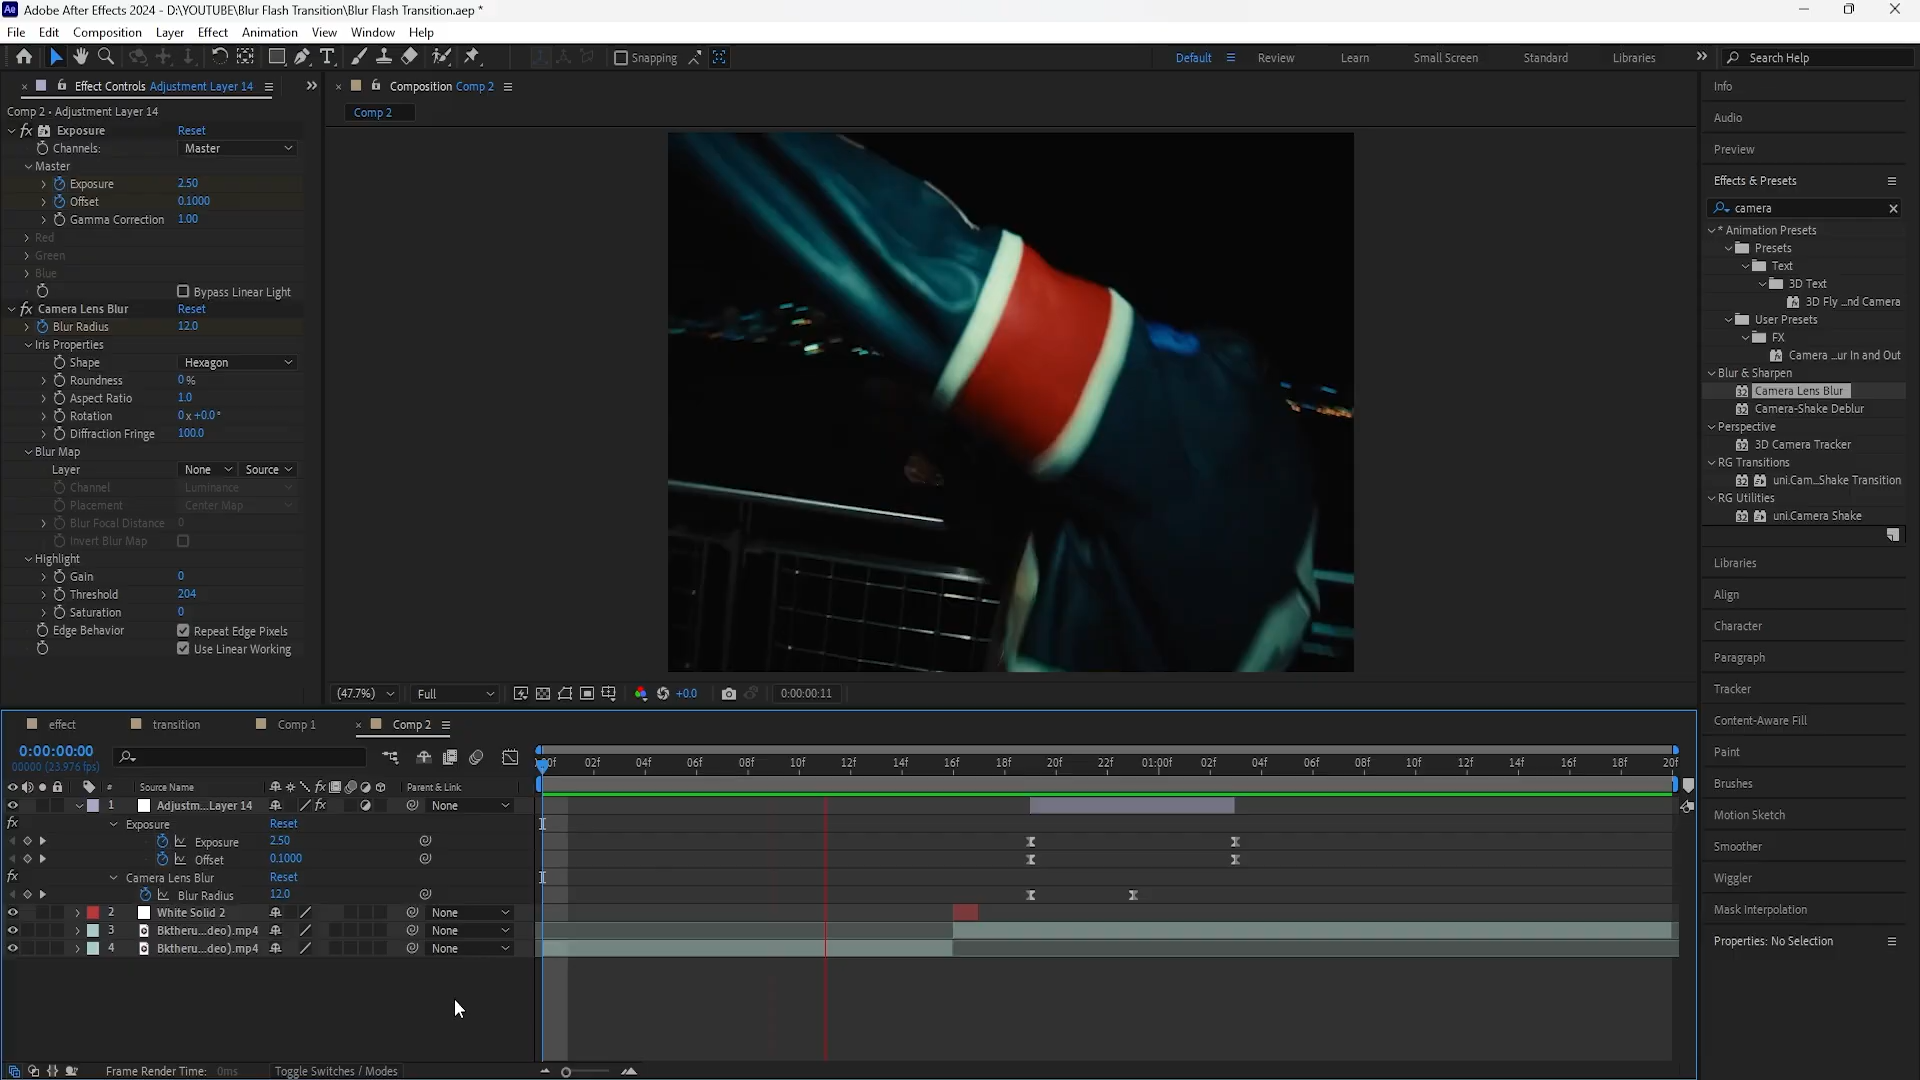 Adobe After Effects 2024 - D:\YOUTUBE\Blur Flash Transition\Blur Flash Transition.aep *
File Edit Composition Layer Effect Animation View Window Help
Snapping Default Review Learn Small Screen Standard Libraries Search Help
Effect Controls Adjustment Layer 14
Comp 2 • Adjustment Layer 14
fx Exposure Reset
Channels: Master
Master
Exposure 2.50
Offset 0.1000
Gamma Correction 1.00
Red
Green
Blue
Bypass Linear Light
fx Camera Lens Blur Reset
Blur Radius 12.0
Iris Properties
Shape Hexagon
Roundness 0 %
Aspect Ratio 1.0
Rotation 0 x +0.0 °
Diffraction Fringe 100.0
Blur Map
Layer None Source
Channel Luminance
Placement Center Map
Blur Focal Distance 0
Invert Blur Map
Highlight
Gain 0
Threshold 204
Saturation 0
Edge Behavior Repeat Edge Pixels
Use Linear Working
Composition Comp 2
Comp 2
(47.7%) Full +0.0 0:00:00:11
Info
Audio
Preview
Effects & Presets
camera
* Animation Presets
Presets
Text
3D Text
3D Fly ...nd Camera
User Presets
FX
Camera ...ur In and Out
Blur & Sharpen
32 Camera Lens Blur
32 Camera-Shake Deblur
Perspective
32 3D Camera Tracker
RG Transitions
32 uni.Cam...Shake Transition
RG Utilities
32 uni.Camera Shake
Libraries
Align
Character
Paragraph
Tracker
Content-Aware Fill
Paint
Brushes
Motion Sketch
Smoother
Wiggler
Mask Interpolation
Properties: No Selection
effect transition Comp 1 Comp 2
0:00:00:00
00000 (23.976 fps)
02f 04f 06f 08f 10f 12f 14f 16f 18f 20f 22f 01:00f 02f 04f 06f 08f 10f 12f 14f 16f 18f 20f
# Source Name fx Parent & Link
1 Adjustm...Layer 14 fx None
fx Exposure Reset
Exposure 2.50
Offset 0.1000
fx Camera Lens Blur Reset
Blur Radius 12.0
2 White Solid 2 None
3 Bktheru...deo).mp4 None
4 Bktheru...deo).mp4 None
Frame Render Time: 0ms Toggle Switches / Modes